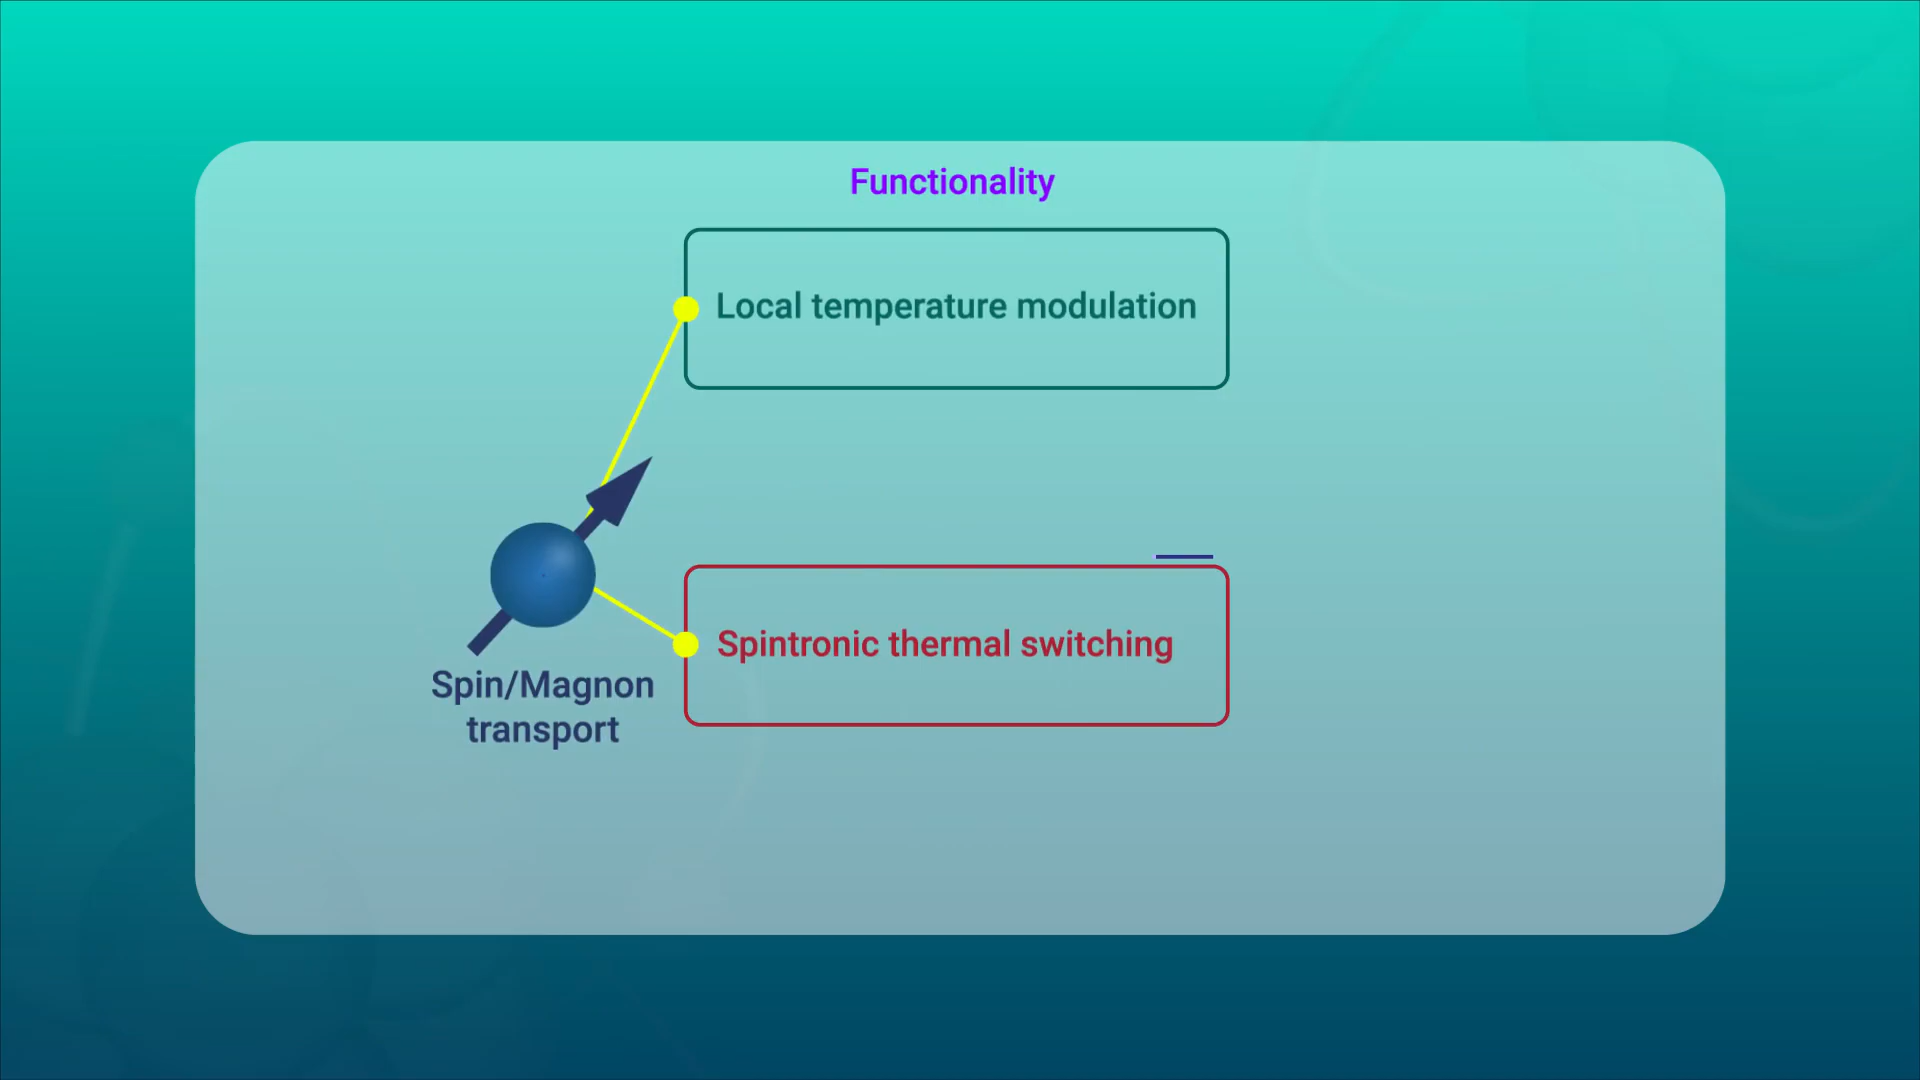 Functionality
Local temperature modulation
Spintronic thermal switching
Spin/Magnon
transport